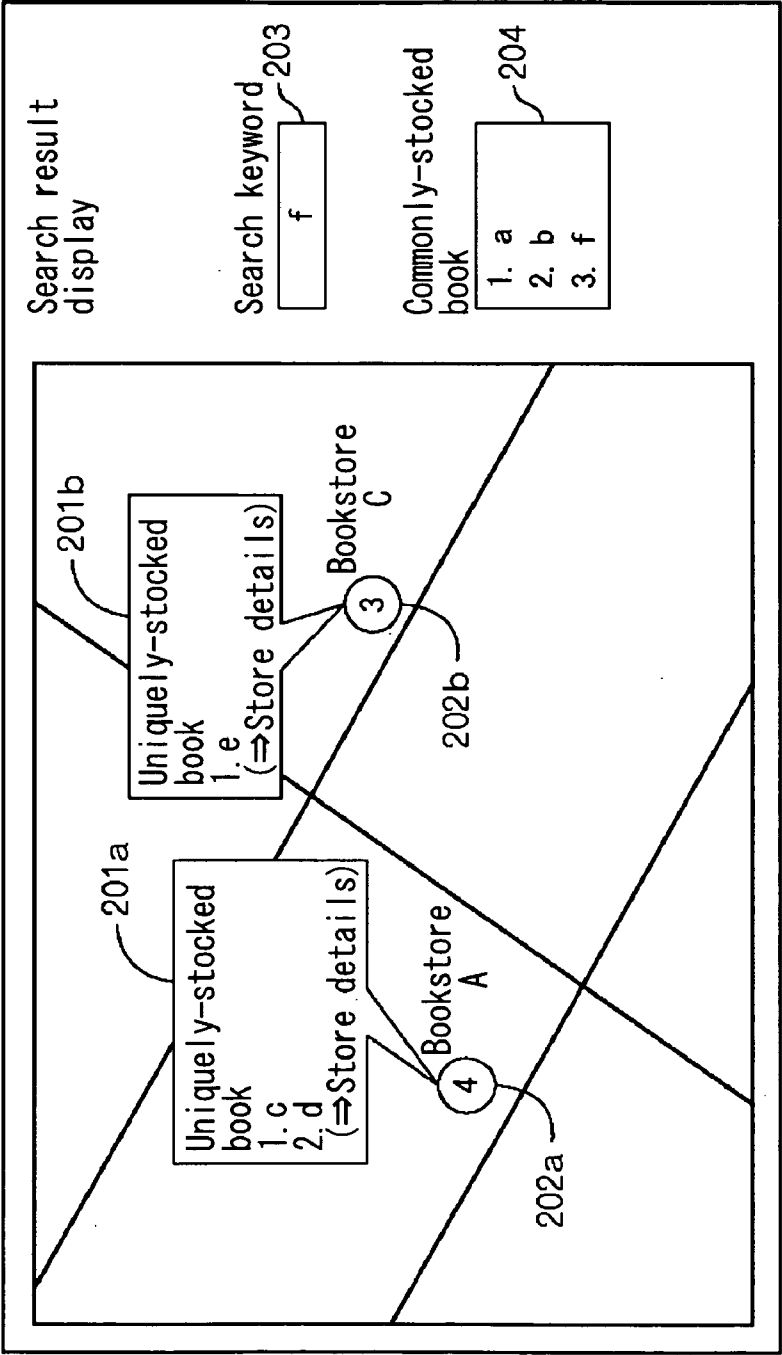 Search result
display
Search keyword
203
f
Commonly-stocked
book
204
1. a
2. b
3. f
201a
Uniquely-stocked
book
1. c
2. d
(⇒Store details)
Bookstore
A
4
202a
201b
Uniquely-stocked
book
1. e
(⇒Store details)
Bookstore
C
3
202b